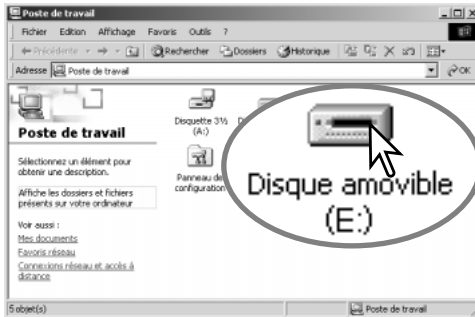 Poste de travail
Fichier Edition Affichage Favoris Outils ?
Précédente Rechercher Dossiers Historique
Adresse Poste de travail OK
Poste de travail
Sélectionnez un élément pour
obtenir une description.
Affiche les dossiers et fichiers
présents sur votre ordinateur
Voir aussi :
Mes documents
Favoris réseau
Connexions réseau et accès à
distance
Disquette 3½
(A:)
Panneau de
configuration
Disque amovible
(E:)
5 objet(s)
Poste de travail